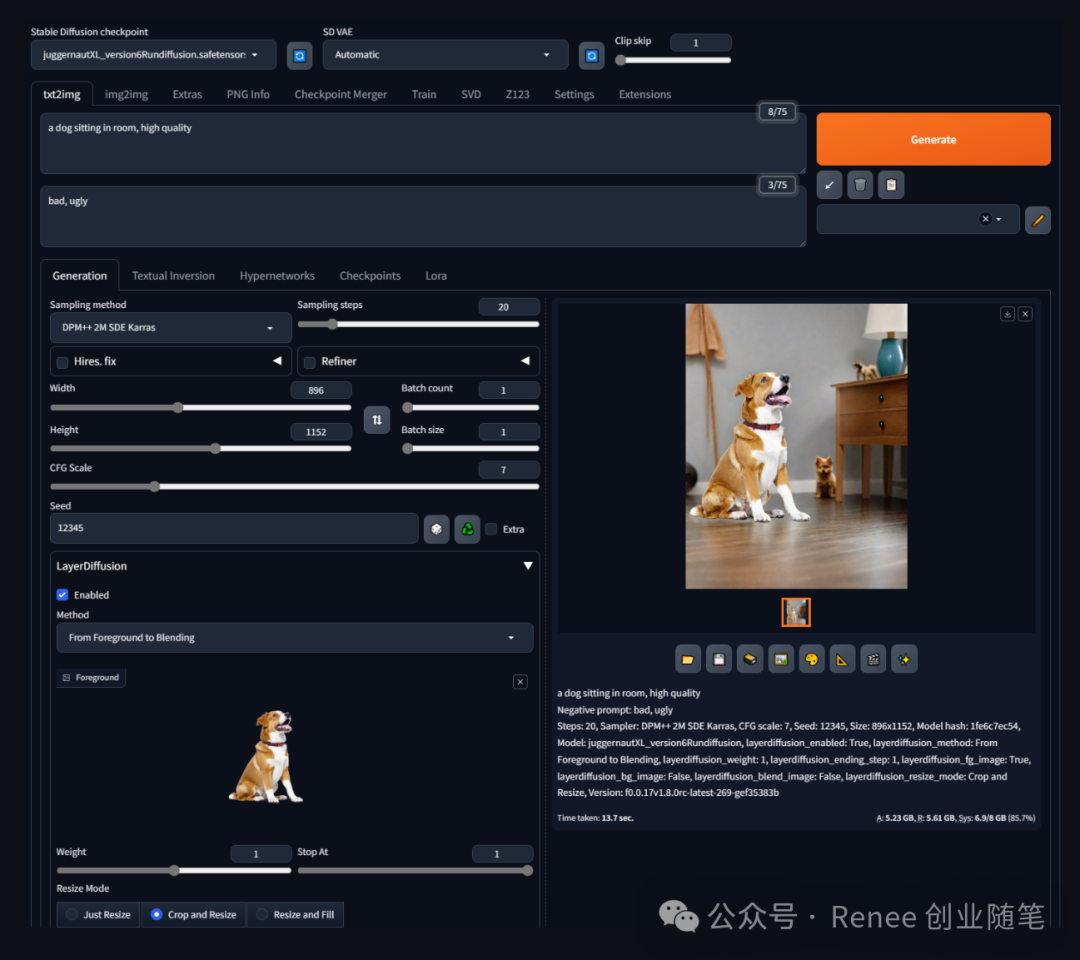 Stable Diffusion checkpoint
SD VAE
Clip skip
1
juggernautXL_version6Rundiffusion.safetensor:
Automatic
txt2img
img2img
Extras
PNG Info
Checkpoint Merger
Train
SVD
Z123
Settings
Extensions
8/75
a dog sitting in room, high quality
Generate
3/75
bad, ugly
Generation
Textual Inversion
Hypernetworks
Checkpoints
Lora
Sampling method
Sampling steps
20
DPM++ 2M SDE Karras
Hires. fix
Refiner
Width
896
Batch count
1
Height
1152
Batch size
1
CFG Scale
7
Seed
12345
Extra
LayerDiffusion
Enabled
Method
From Foreground to Blending
Foreground
Weight
1
Stop At
1
Resize Mode
Just Resize
Crop and Resize
Resize and Fill
a dog sitting in room, high quality
Negative prompt: bad, ugly
Steps: 20, Sampler: DPM++ 2M SDE Karras, CFG scale: 7, Seed: 12345, Size: 896x1152, Model hash: 1fe6c7ec54,
Model: juggernautXL_version6Rundiffusion, layerdiffusion_enabled: True, layerdiffusion_method: From
Foreground to Blending, layerdiffusion_weight: 1, layerdiffusion_ending_step: 1, layerdiffusion_fg_image: True,
layerdiffusion_bg_image: False, layerdiffusion_blend_image: False, layerdiffusion_resize_mode: Crop and
Resize, Version: f0.0.17v1.8.0rc-latest-269-gef35383b
Time taken: 13.7 sec.
A: 5.23 GB, R: 5.61 GB, Sys: 6.9/8 GB (85.7%)
公众号 · Renee 创业随笔